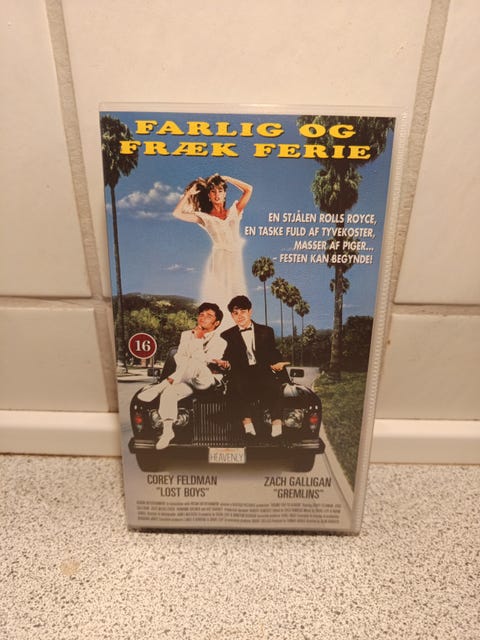 FARLIG OG
FRÆK FERIE
EN STJÅLEN ROLLS ROYCE,
EN TASKE FULD AF TYVEKOSTER,
MASSER AF PIGER...
- FESTEN KAN BEGYNDE!
16
HEAVENLY
COREY FELDMAN
"LOST BOYS"
ZACH GALLIGAN
"GREMLINS"